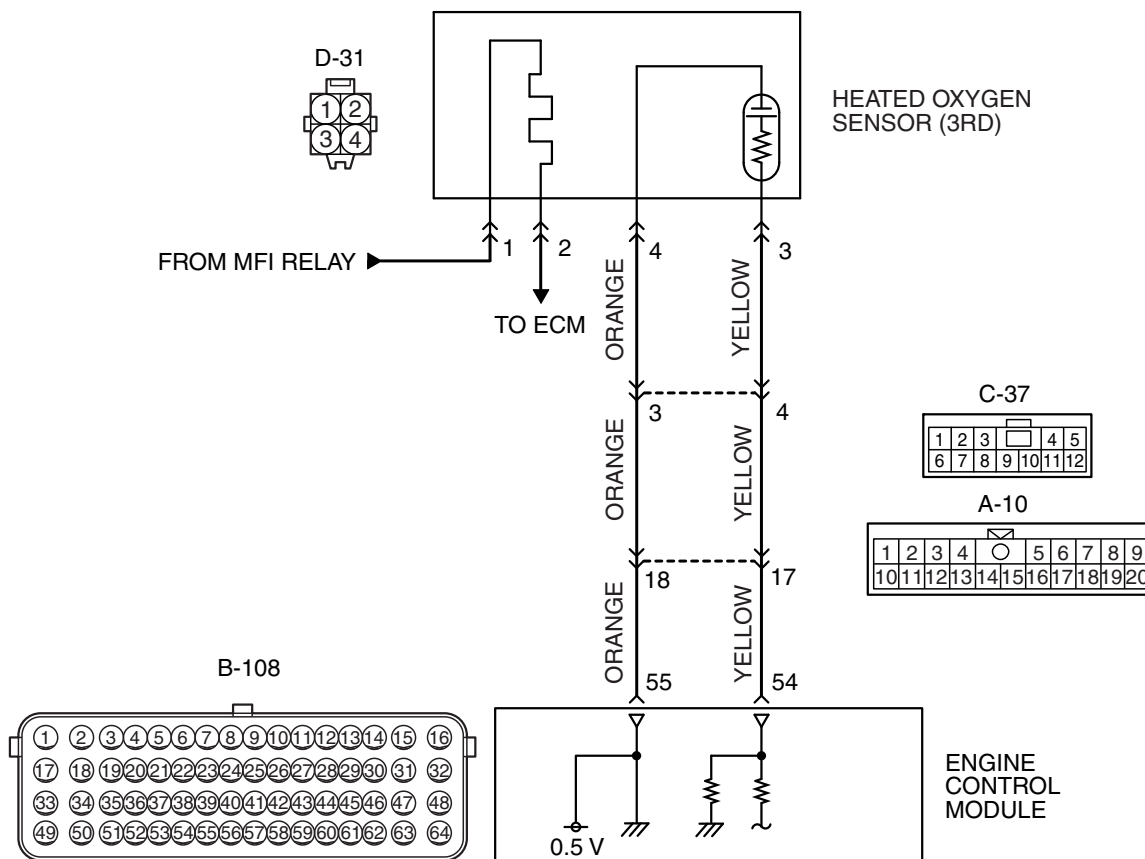 D-31
1 2
3 4
HEATED OXYGEN
SENSOR (3RD)
1
2
4
3
FROM MFI RELAY
TO ECM
ORANGE
YELLOW
3
4
C-37
1 2 3 4 5
6 7 8 9 10 11 12
ORANGE
YELLOW
A-10
1 2 3 4 5 6 7 8 9
10 11 12 13 14 15 16 17 18 19 20
18
17
ORANGE
YELLOW
55
54
B-108
1 2 3 4 5 6 7 8 9 10 11 12 13 14 15 16
17 18 19 20 21 22 23 24 25 26 27 28 29 30 31 32
33 34 35 36 37 38 39 40 41 42 43 44 45 46 47 48
49 50 51 52 53 54 55 56 57 58 59 60 61 62 63 64
ENGINE
CONTROL
MODULE
0.5 V